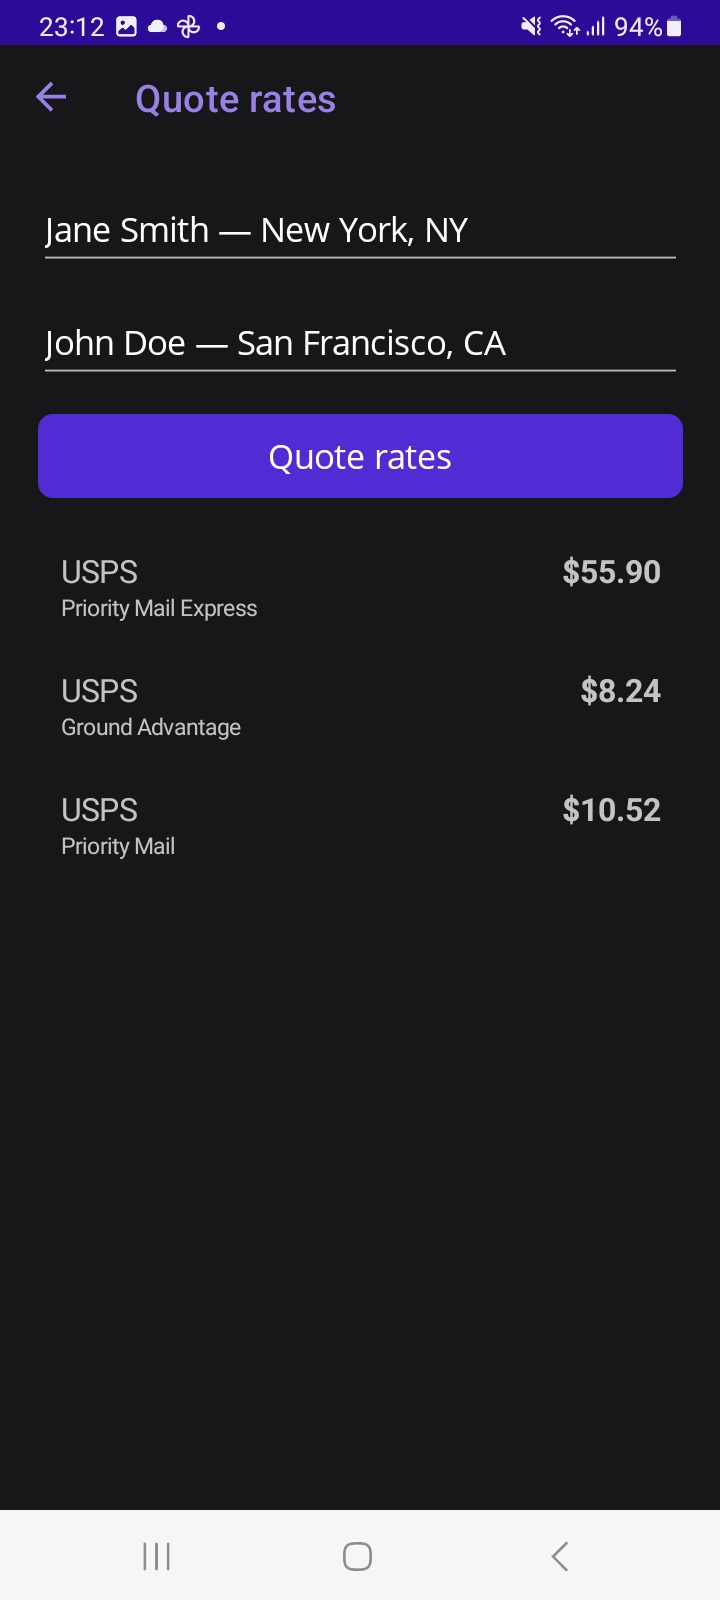 23:12 94%
Quote rates
Jane Smith — New York, NY
John Doe — San Francisco, CA
Quote rates
USPS $55.90
Priority Mail Express
USPS $8.24
Ground Advantage
USPS $10.52
Priority Mail